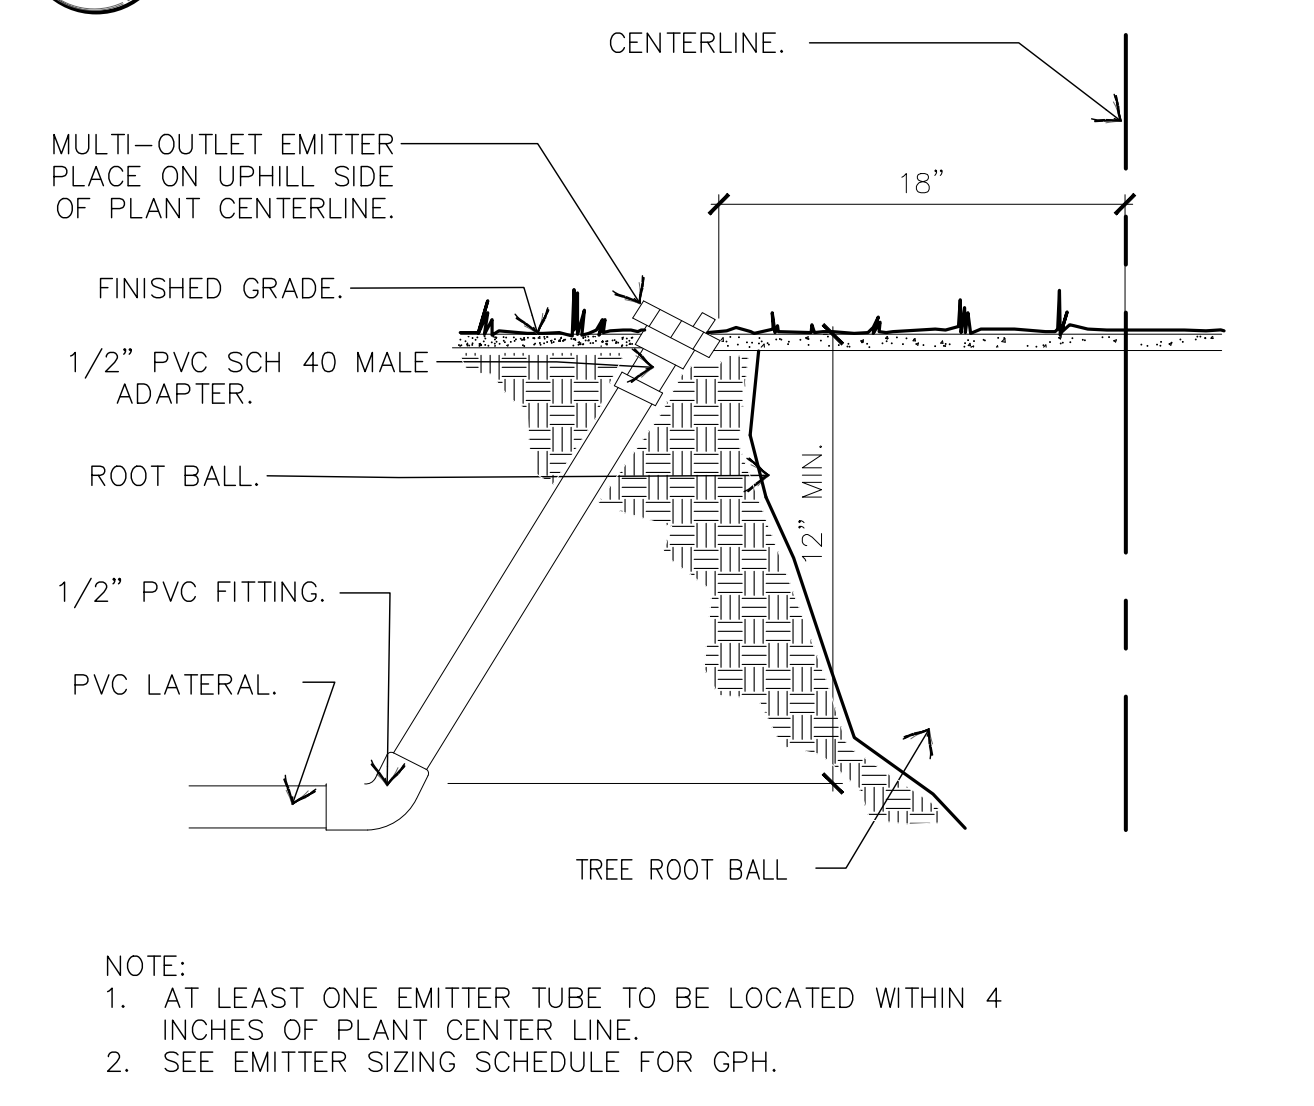 CENTERLINE.
MULTI-OUTLET EMITTER
PLACE ON UPHILL SIDE
OF PLANT CENTERLINE.
18"
FINISHED GRADE.
1/2" PVC SCH 40 MALE
ADAPTER.
ROOT BALL.
12" MIN.
1/2" PVC FITTING.
PVC LATERAL.
TREE ROOT BALL
NOTE:
1. AT LEAST ONE EMITTER TUBE TO BE LOCATED WITHIN 4
INCHES OF PLANT CENTER LINE.
2. SEE EMITTER SIZING SCHEDULE FOR GPH.